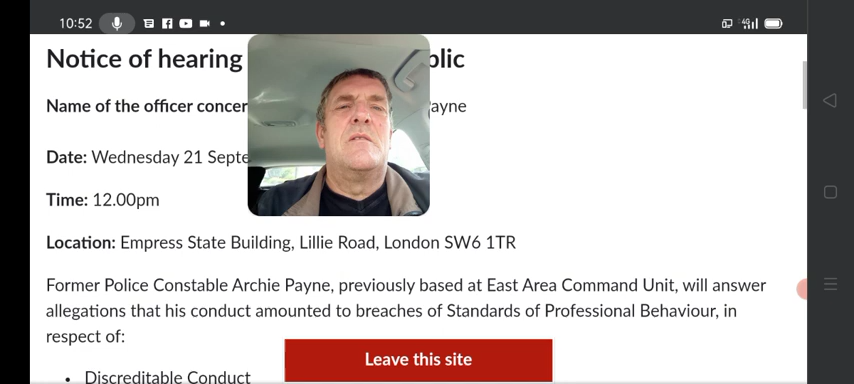 10:52
4G
Notice of hearing blic
Name of the officer concer ayne
Date: Wednesday 21 Septe
Time: 12.00pm
Location: Empress State Building, Lillie Road, London SW6 1TR
Former Police Constable Archie Payne, previously based at East Area Command Unit, will answer
allegations that his conduct amounted to breaches of Standards of Professional Behaviour, in
respect of:
Leave this site
• Discreditable Conduct